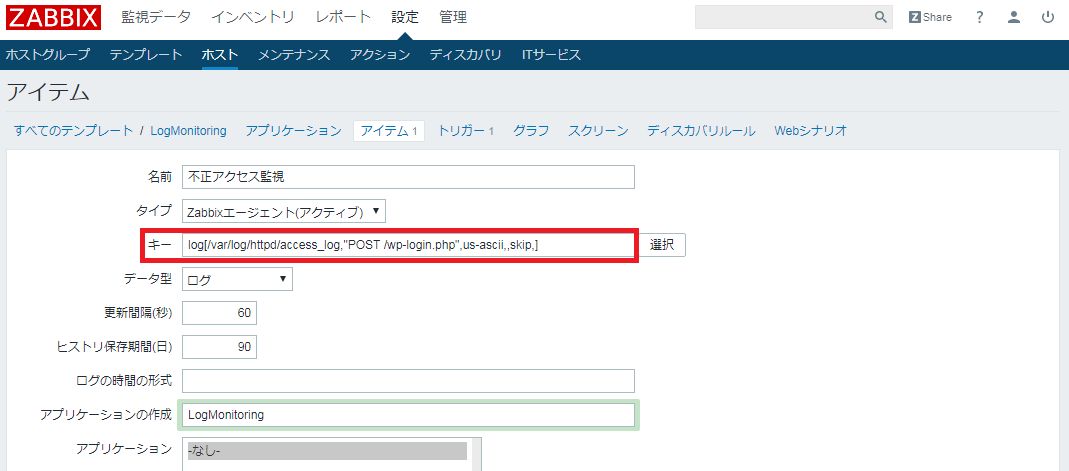 ZABBIX 監視データ インベントリ レポート 設定 管理 Z Share ?
ホストグループ テンプレート ホスト メンテナンス アクション ディスカバリ ITサービス
アイテム
すべてのテンプレート / LogMonitoring アプリケーション アイテム 1 トリガー 1 グラフ スクリーン ディスカバリルール Webシナリオ
名前 不正アクセス監視
タイプ Zabbixエージェント(アクティブ)
キー log[/var/log/httpd/access_log,"POST /wp-login.php",us-ascii,,skip,] 選択
データ型 ログ
更新間隔(秒) 60
ヒストリ保存期間(日) 90
ログの時間の形式
アプリケーションの作成 LogMonitoring
アプリケーション -なし-